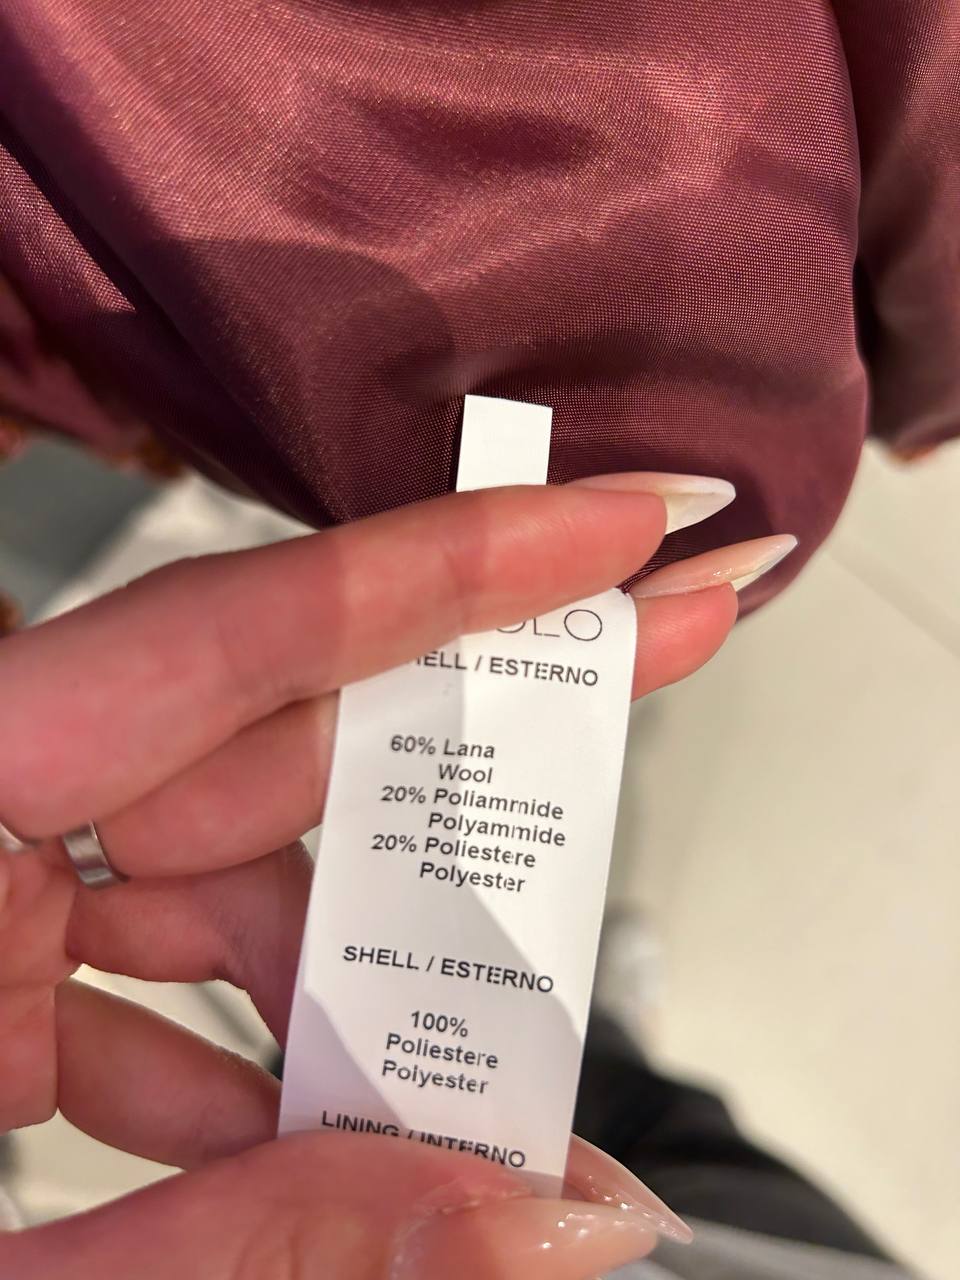 SHELL / ESTERNO
60% Lana
Wool
20% Poliammide
Polyammide
20% Poliestere
Polyester
SHELL / ESTERNO
100%
Poliestere
Polyester
LINING / INTERNO